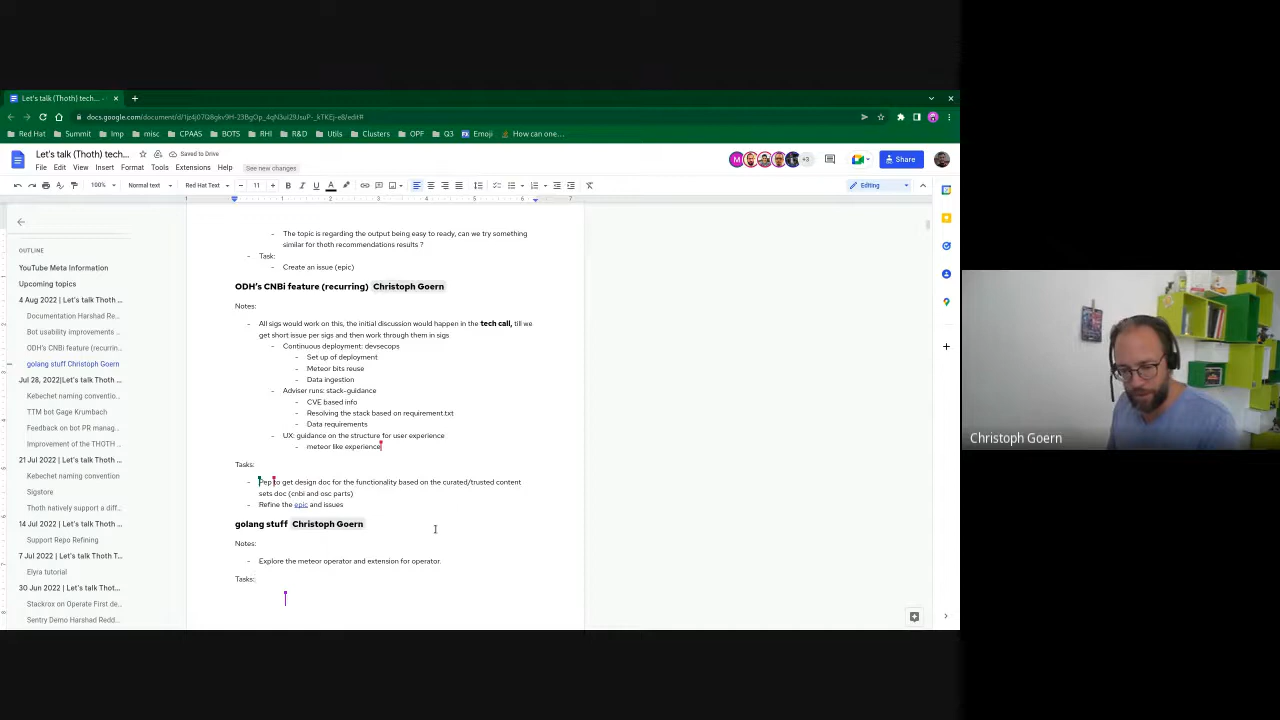 Let's talk (Thoth) tech...
docs.google.com/document/d/
Red Hat Summit Imp misc CPAAS BOTS RHI R&D Utils Clusters OPF Q3 Emoji How can one...
Let's talk (Thoth) tech... Saved to Drive
File Edit View Insert Format Tools Extensions Help See new changes
M +3 Share
100% Normal text Red Hat Text 11 Editing
1 1 2 3 4 5 6 7
OUTLINE
YouTube Meta Information
Upcoming topics
4 Aug 2022 | Let's talk Thoth ...
Documentation Harshad Re...
Bot usability improvements ...
ODH's CNBi feature (recurrin...
golang stuff Christoph Goern
Jul 28, 2022|Let's talk Thoth ...
Kebechet naming conventio...
TTM bot Gage Krumbach
Feedback on bot PR manag...
Improvement of the THOTH ...
21 Jul 2022 | Let's talk Thoth ...
Kebechet naming convention
Sigstore
Thoth natively support a diff...
14 Jul 2022 | Let's talk Thoth ...
Support Repo Refining
7 Jul 2022 | Let's talk Thoth T...
Elyra tutorial
30 Jun 2022 | Let's talk Thot...
Stackrox on Operate First de...
Sentry Demo Harshad Redd...
- The topic is regarding the output being easy to ready, can we try something
similar for thoth recommendations results ?
- Task:
- Create an issue (epic)
ODH's CNBi feature (recurring) Christoph Goern
Notes:
- All sigs would work on this, the initial discussion would happen in the tech call, till we
get short issue per sigs and then work through them in sigs
- Continuous deployment: devsecops
- Set up of deployment
- Meteor bits reuse
- Data ingestion
- Adviser runs: stack-guidance
- CVE based info
- Resolving the stack based on requirement.txt
- Data requirements
- UX: guidance on the structure for user experience
- meteor like experience
Tasks:
- Pep to get design doc for the functionality based on the curated/trusted content
sets doc (cnbi and osc parts)
- Refine the epic and issues
golang stuff Christoph Goern
Notes:
- Explore the meteor operator and extension for operator.
Tasks:
Christoph Goern